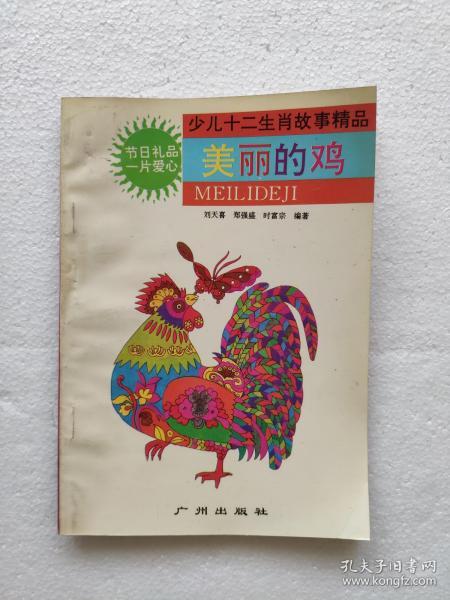 少儿十二生肖故事精品
节日礼品
一片爱心
美丽的鸡
MEILIDEJI
刘天喜 郑强盛 时富宗 编著
广州出版社
孔夫子旧书网
www.kongfz.com